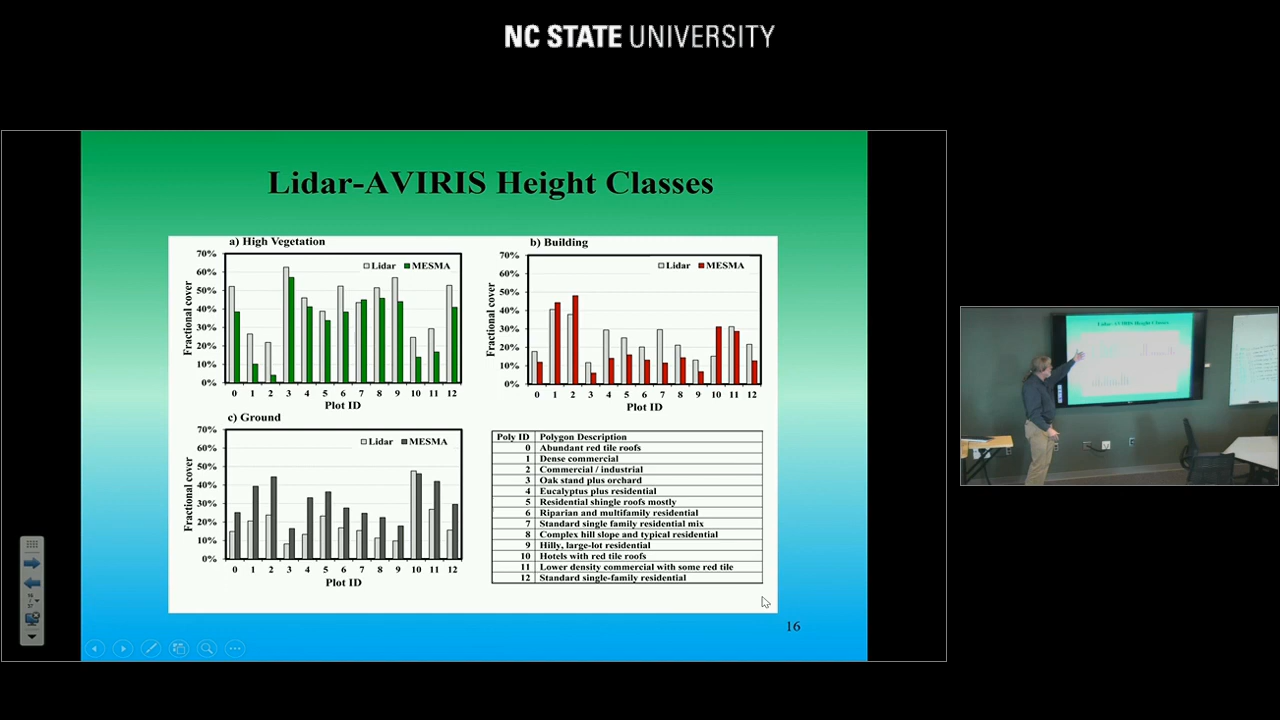 NC STATE UNIVERSITY
Lidar-AVIRIS Height Classes
a) High Vegetation
70%
60%
50%
40%
30%
20%
10%
0%
Fractional cover
Lidar MESMA
0 1 2 3 4 5 6 7 8 9 10 11 12
Plot ID
b) Building
70%
60%
50%
40%
30%
20%
10%
0%
Fractional cover
Lidar MESMA
0 1 2 3 4 5 6 7 8 9 10 11 12
Plot ID
c) Ground
70%
60%
50%
40%
30%
20%
10%
0%
Fractional cover
Lidar MESMA
0 1 2 3 4 5 6 7 8 9 10 11 12
Plot ID
Poly ID Polygon Description
0 Abundant red tile roofs
1 Dense commercial
2 Commercial / industrial
3 Oak stand plus orchard
4 Eucalyptus plus residential
5 Residential shingle roofs mostly
6 Riparian and multifamily residential
7 Standard single family residential mix
8 Complex hill slope and typical residential
9 Hilly, large-lot residential
10 Hotels with red tile roofs
11 Lower density commercial with some red tile
12 Standard single-family residential
16
Lidar-AVIRIS Height Classes